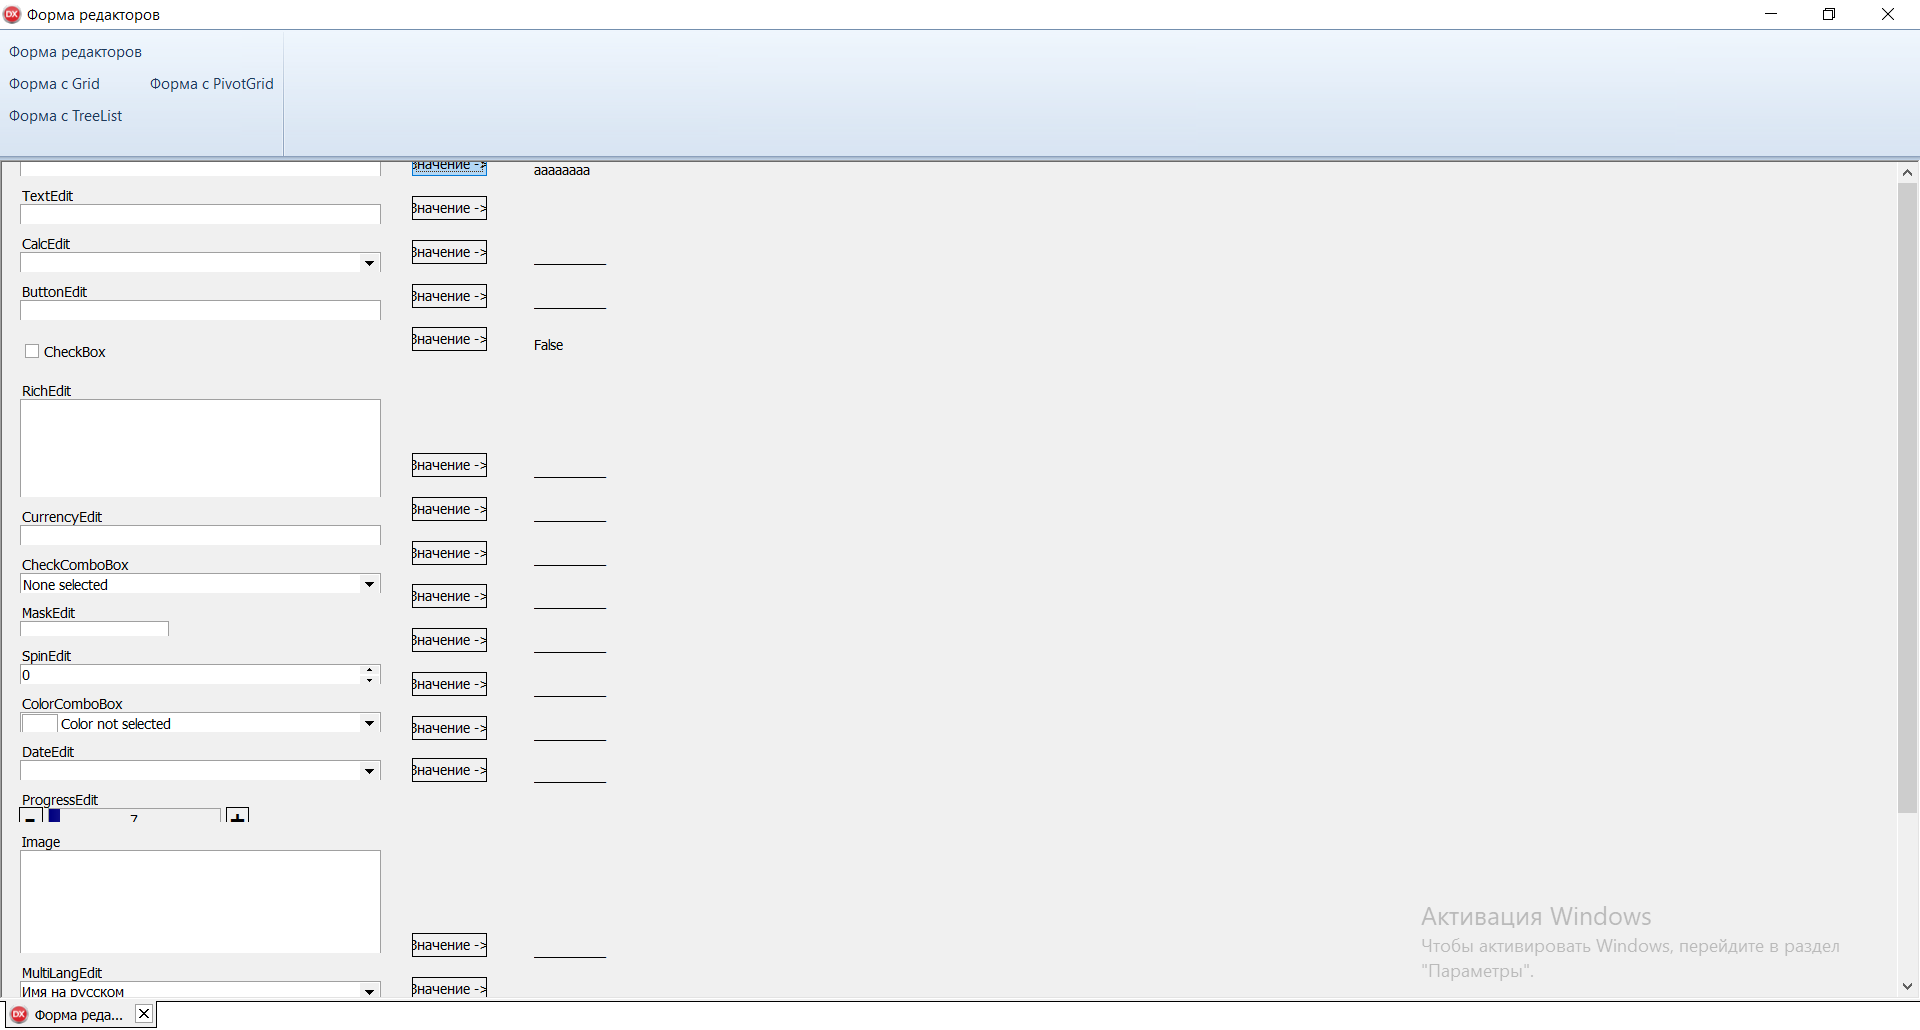 Форма редакторов
Форма редакторов
Форма с Grid Форма с PivotGrid
Форма с TreeList
Значение -> aaaaaaaa
TextEdit
Значение ->
CalcEdit
Значение ->
ButtonEdit
Значение ->
Значение -> False
CheckBox
RichEdit
Значение ->
CurrencyEdit
Значение ->
CheckComboBox
Значение ->
None selected
MaskEdit
Значение ->
SpinEdit
Значение ->
0
ColorComboBox
Значение ->
Color not selected
DateEdit
Значение ->
Значение ->
ProgressEdit
- 7 +
Image
Значение ->
MultiLangEdit
Имя на русском
Значение ->
Активация Windows
Чтобы активировать Windows, перейдите в раздел
"Параметры".
DX Форма реда...